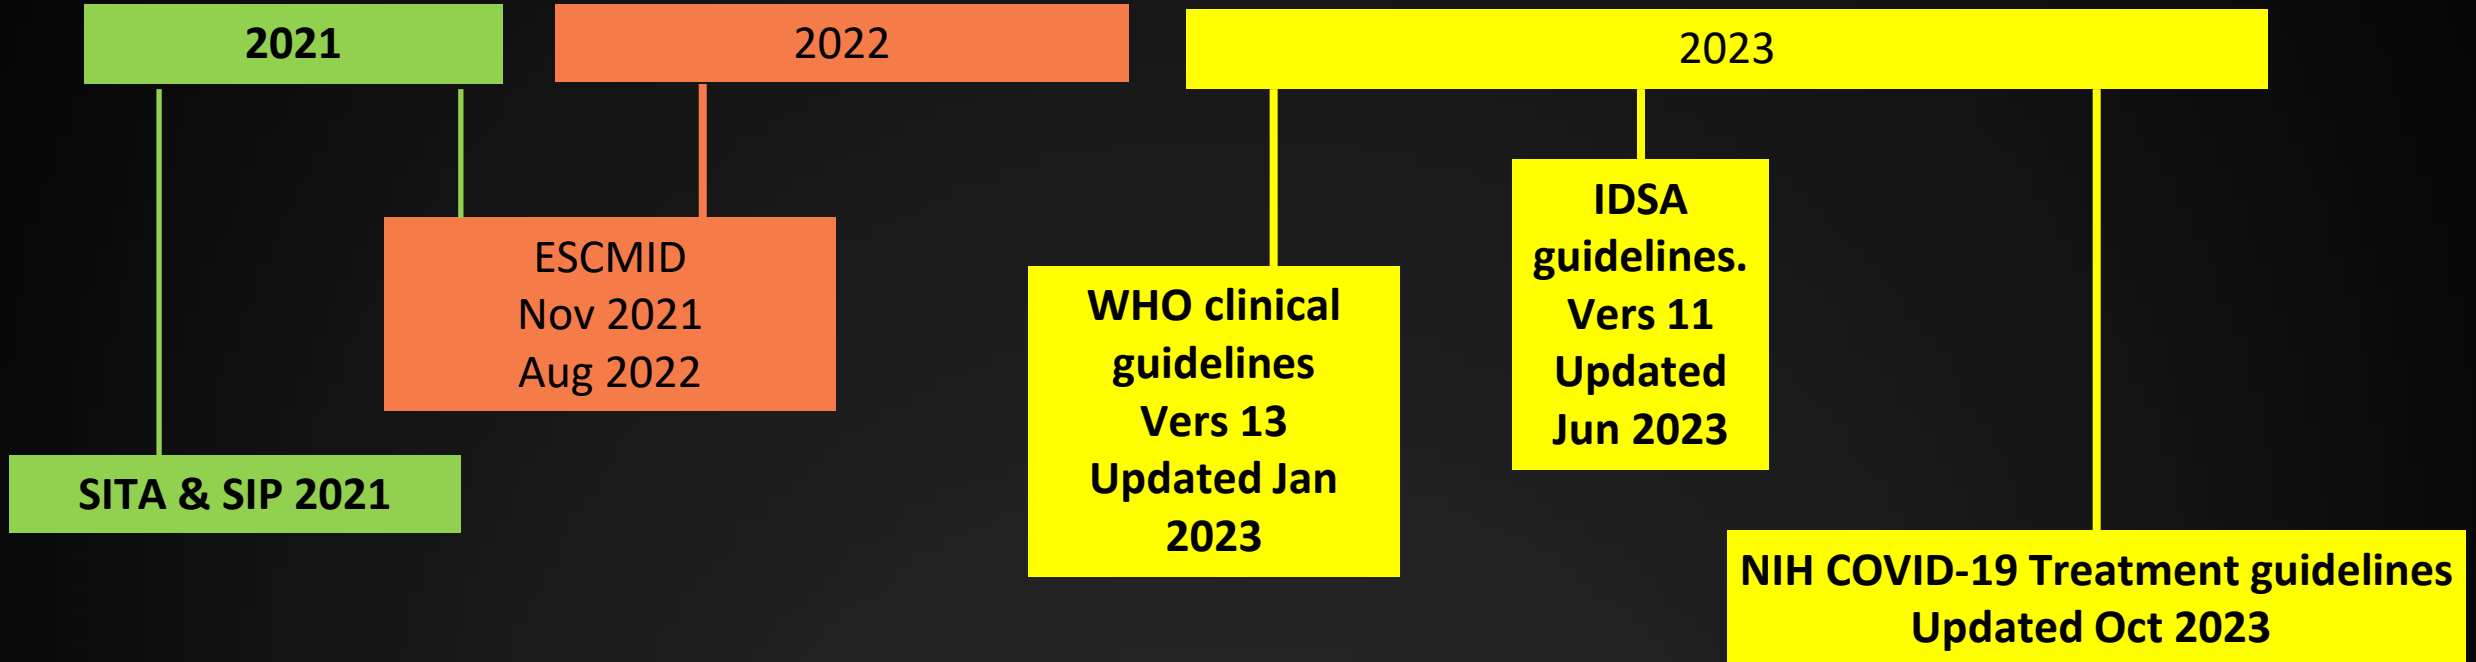 2021
2022
2023
ESCMID
Nov 2021
Aug 2022
SITA & SIP 2021
WHO clinical
guidelines
Vers 13
Updated Jan
2023
IDSA
guidelines.
Vers 11
Updated
Jun 2023
NIH COVID-19 Treatment guidelines
Updated Oct 2023